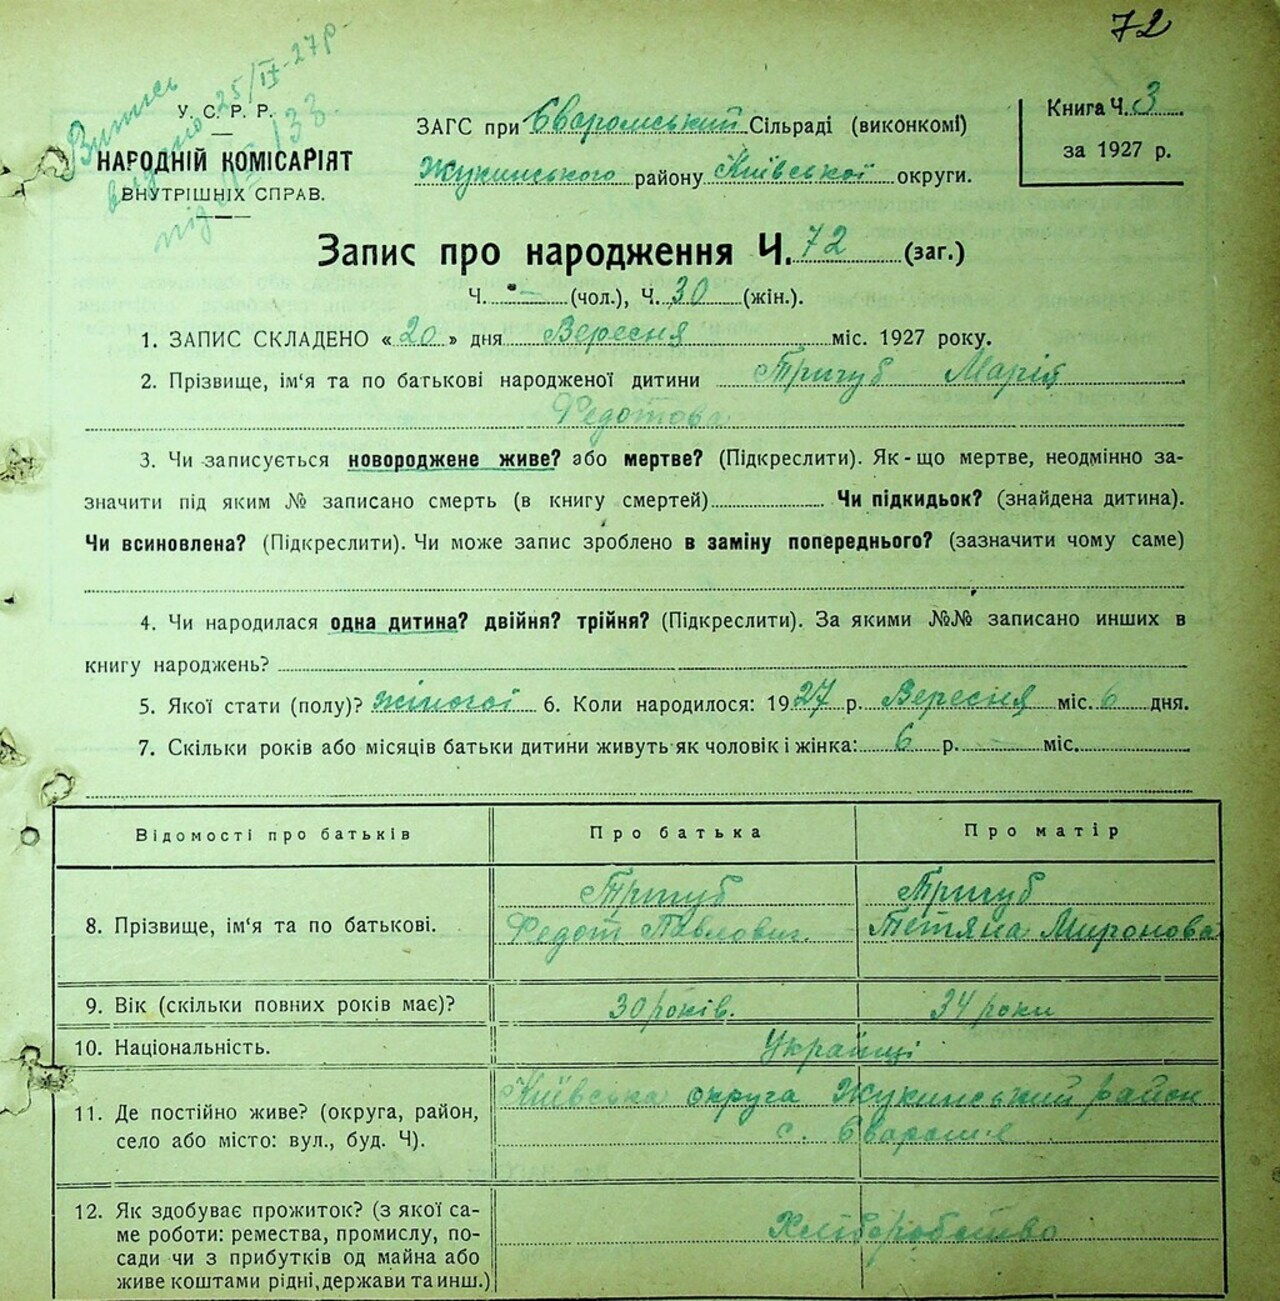 72
Витись
видано 25/IX-27р.
У. С. Р. Р.
НАРОДНІЙ КОМІСАРІЯТ
ВНУТРІШНІХ СПРАВ.
ЗАГС при Єваромський Сільраді (виконкомі)
Жукинського району Київської округи.
Книга Ч. 3
за 1927 р.
Запис про народження Ч. 72 (заг.)
Ч. - (чол.), Ч. 30 (жін.).
1. ЗАПИС СКЛАДЕНО « 20 » дня Вересня міс. 1927 року.
2. Прізвище, ім‘я та по батькові народженої дитини Тригуб Марія
Федотова
3. Чи записується новороджене живе? або мертве? (Підкреслити). Як-що мертве, неодмінно за-
значити під яким № записано смерть (в книгу смертей) Чи підкидьок? (знайдена дитина).
Чи всиновлена? (Підкреслити). Чи може запис зроблено в заміну попереднього? (зазначити чому саме)
4. Чи народилася одна дитина? двійня? трійня? (Підкреслити). За якими №№ записано инших в
книгу народжень?
5. Якої стати (полу)? жіночої 6. Коли народилося: 1927 р. Вересня міс. 6 дня.
7. Скільки років або місяців батьки дитини живуть як чоловік і жінка: 6 р. - міс.
Відомості про батьків Про батька Про матір
8. Прізвище, ім‘я та по батькові.
Тригуб
Федот Павлович.
Тригуб
Тетяна Миронова
9. Вік (скільки повних років має)? 30 років. 34 роки
10. Національність. Українці
11. Де постійно живе? (округа, район,
село або місто: вул., буд. Ч).
Київська округа Жукинський район
с. Єваромлє
12. Як здобуває прожиток? (з якої са-
ме роботи: ремества, промислу, по-
сади чи з прибутків од майна або
живе коштами рідні, держави та инш.)
Хліборобство